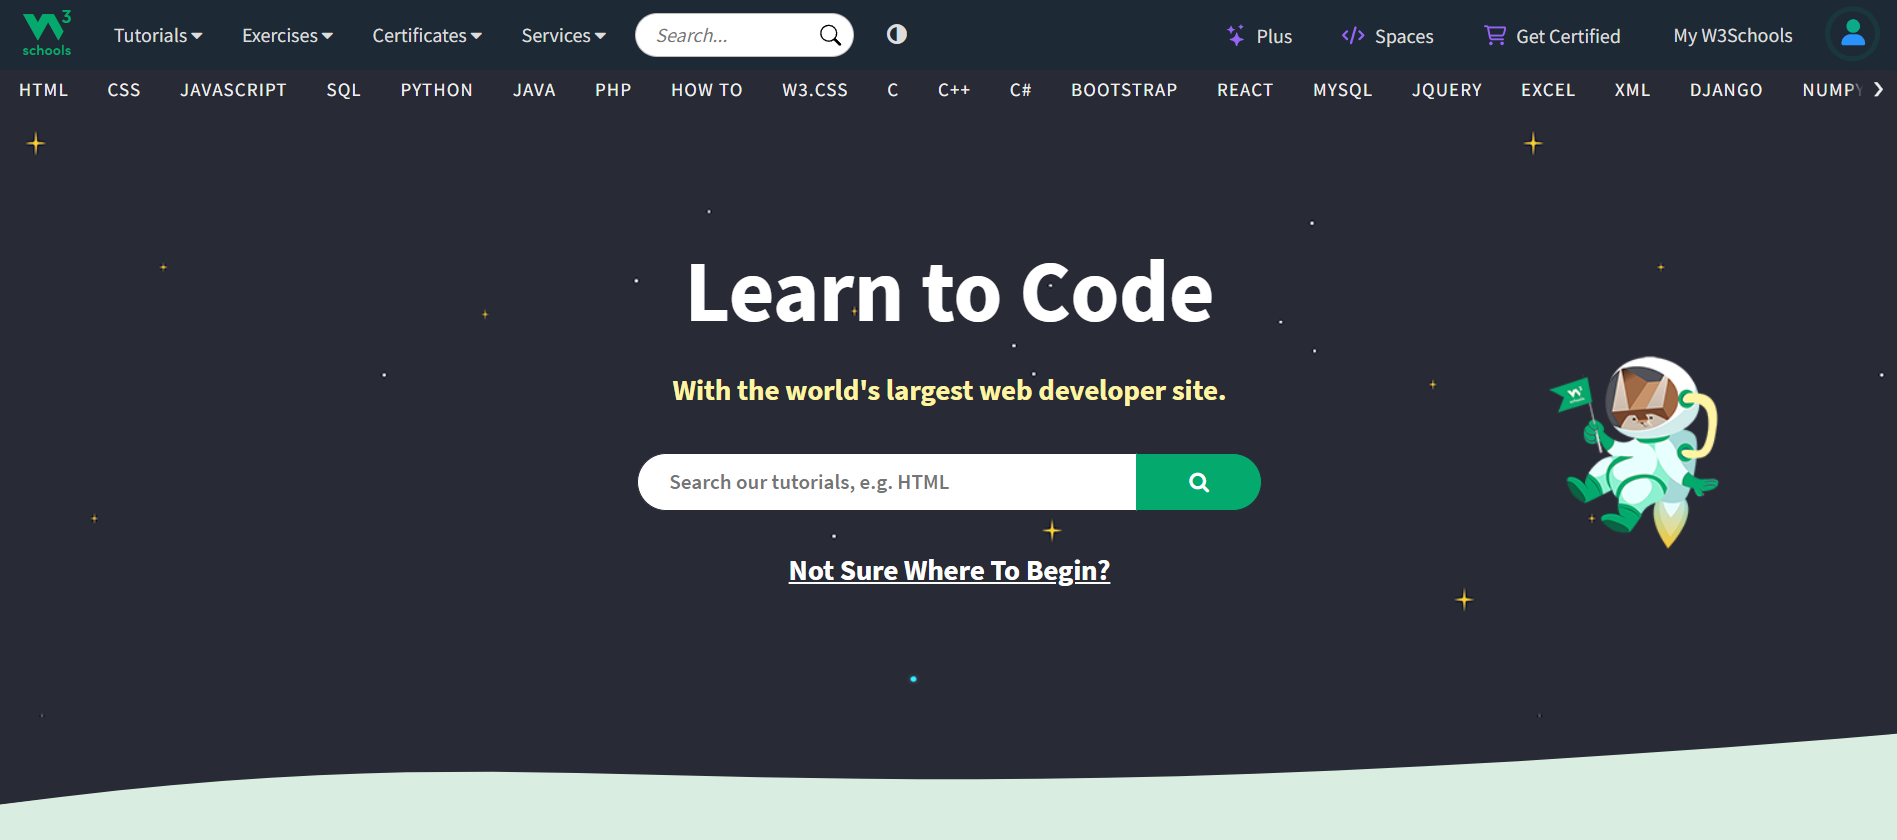 W3 schools
Tutorials Exercises Certificates Services Search... Plus Spaces Get Certified My W3Schools
HTML CSS JAVASCRIPT SQL PYTHON JAVA PHP HOW TO W3.CSS C C++ C# BOOTSTRAP REACT MYSQL JQUERY EXCEL XML DJANGO NUMPY
Learn to Code
With the world's largest web developer site.
Search our tutorials, e.g. HTML
Not Sure Where To Begin?